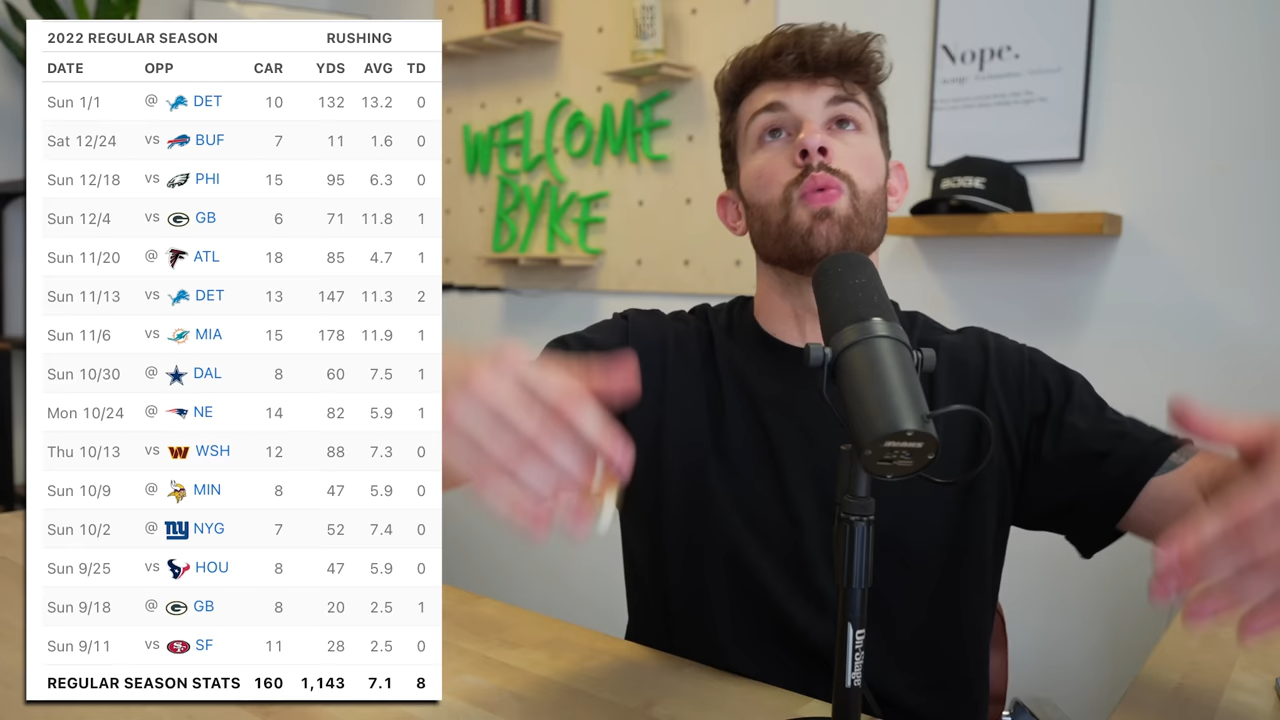 2022 REGULAR SEASON RUSHING
DATE OPP CAR YDS AVG TD
Sun 1/1 @ DET 10 132 13.2 0
Sat 12/24 vs BUF 7 11 1.6 0
Sun 12/18 vs PHI 15 95 6.3 0
Sun 12/4 vs GB 6 71 11.8 1
Sun 11/20 @ ATL 18 85 4.7 1
Sun 11/13 vs DET 13 147 11.3 2
Sun 11/6 vs MIA 15 178 11.9 1
Sun 10/30 @ DAL 8 60 7.5 1
Mon 10/24 @ NE 14 82 5.9 1
Thu 10/13 vs WSH 12 88 7.3 0
Sun 10/9 @ MIN 8 47 5.9 0
Sun 10/2 @ NYG 7 52 7.4 0
Sun 9/25 vs HOU 8 47 5.9 0
Sun 9/18 @ GB 8 20 2.5 1
Sun 9/11 vs SF 11 28 2.5 0
REGULAR SEASON STATS 160 1,143 7.1
WELCOME
BYKE
Nope.
On-Stage